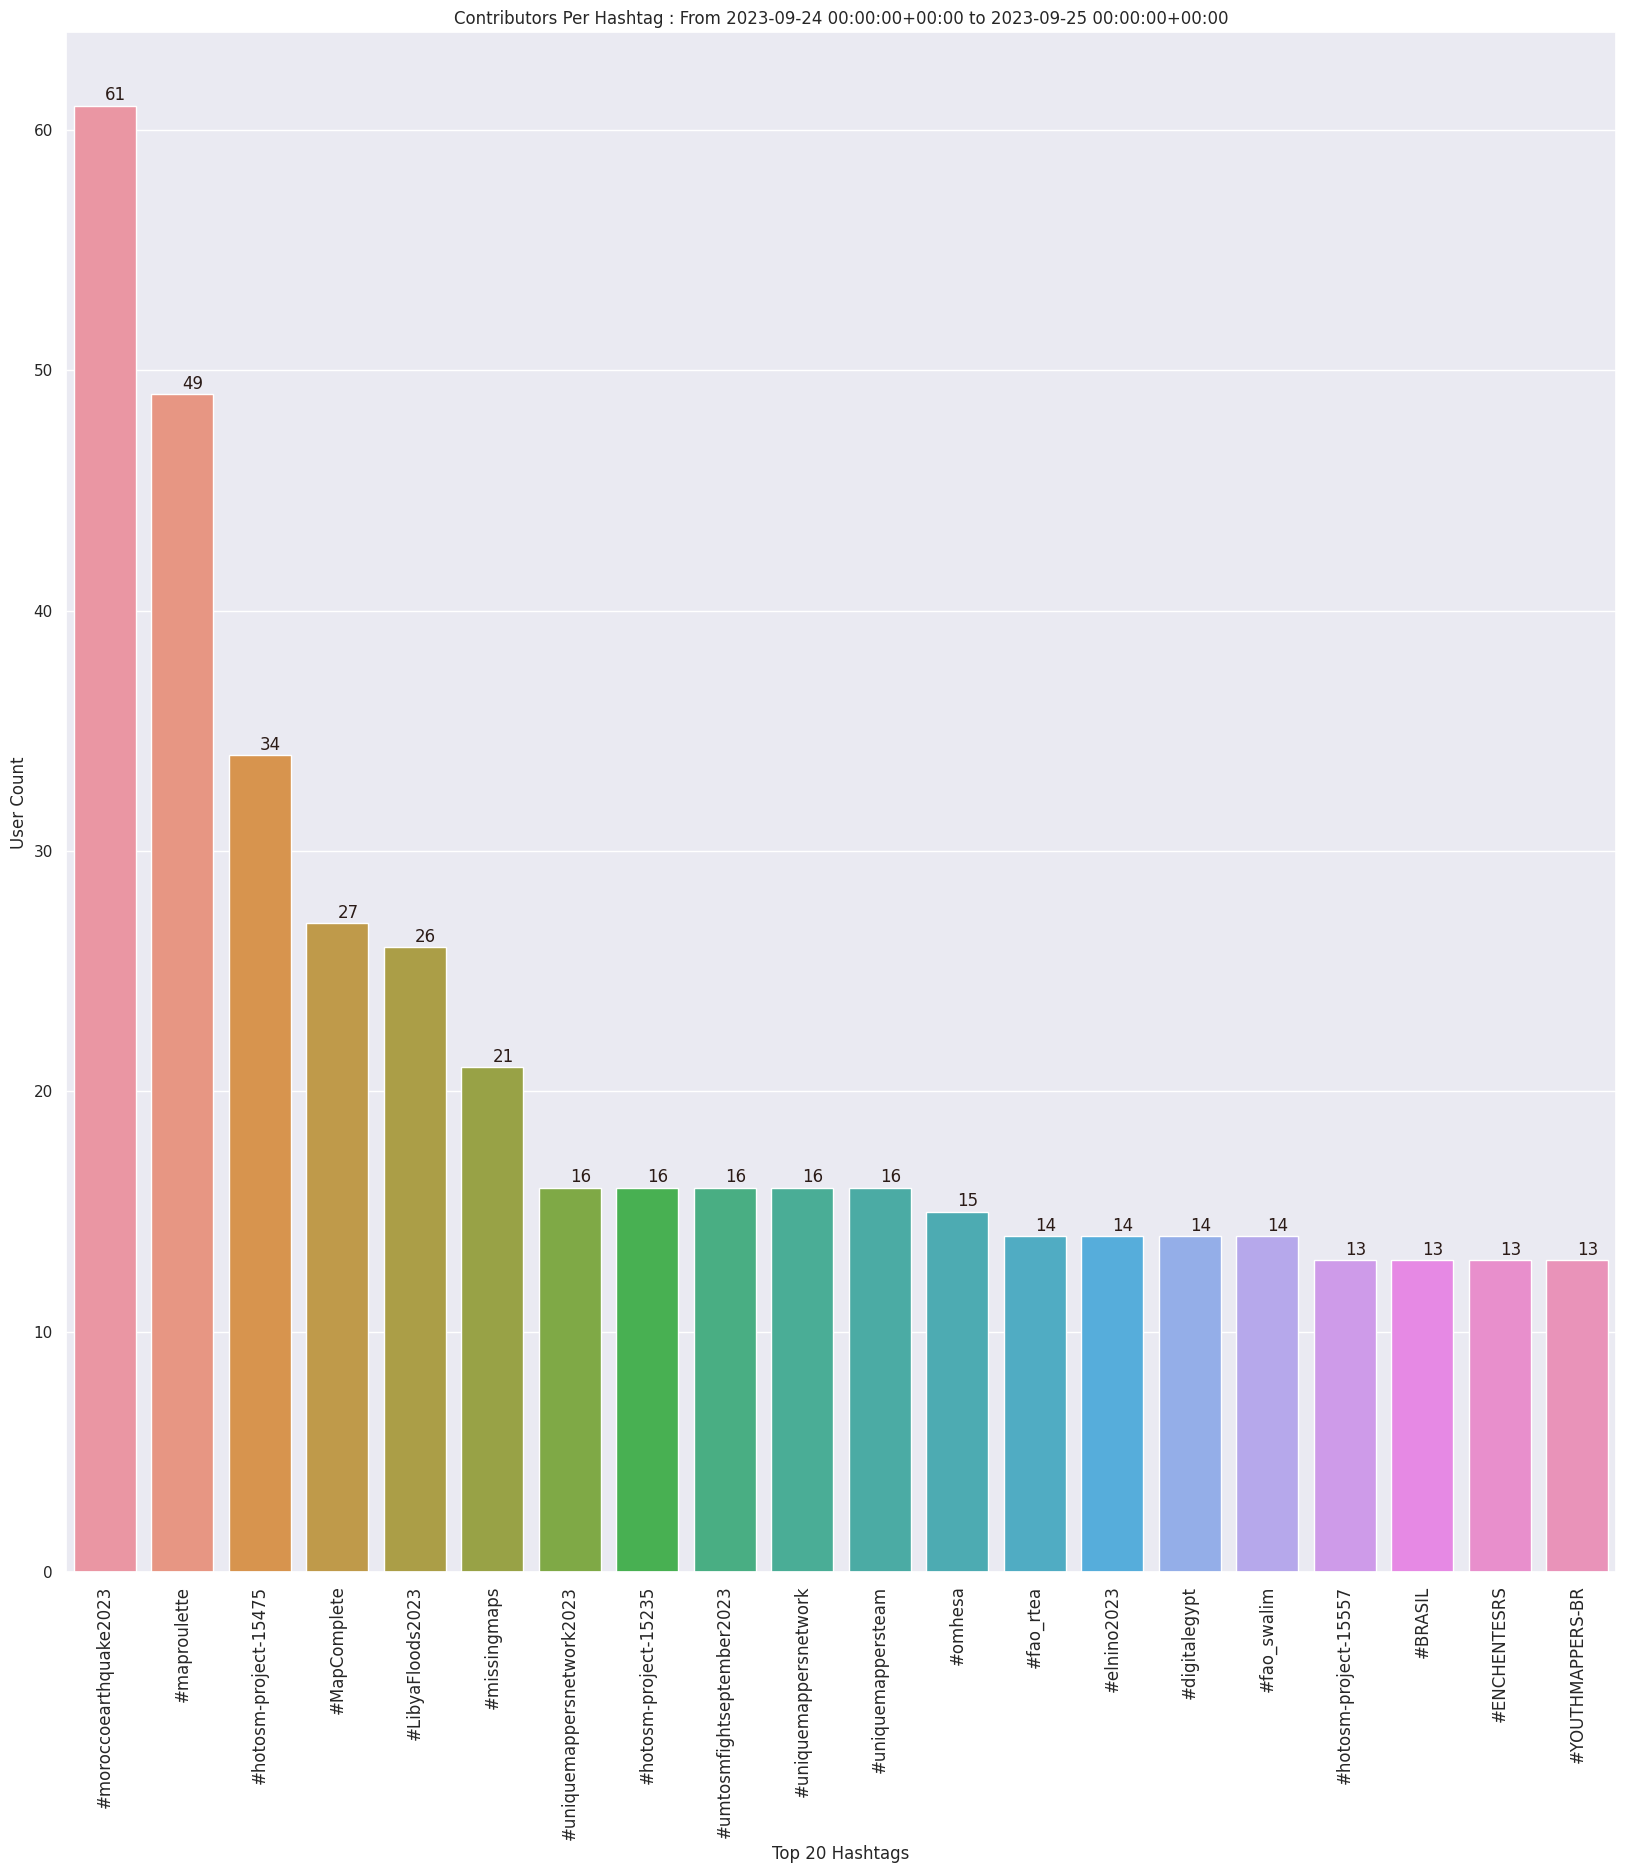 Contributors Per Hashtag : From 2023-09-24 00:00:00+00:00 to 2023-09-25 00:00:00+00:00
User Count
60
50
40
30
20
10
0
61
49
34
27
26
21
16
16
16
16
16
15
14
14
14
14
13
13
13
13
#moroccoearthquake2023
#maproulette
#hotosm-project-15475
#MapComplete
#LibyaFloods2023
#missingmaps
#uniquemappersnetwork2023
#hotosm-project-15235
#umtosmfightseptember2023
#uniquemappersnetwork
#uniquemappersteam
#omhesa
#fao_rtea
#elnino2023
#digitalegypt
#fao_swalim
#hotosm-project-15557
#BRASIL
#ENCHENTESRS
#YOUTHMAPPERS-BR
Top 20 Hashtags